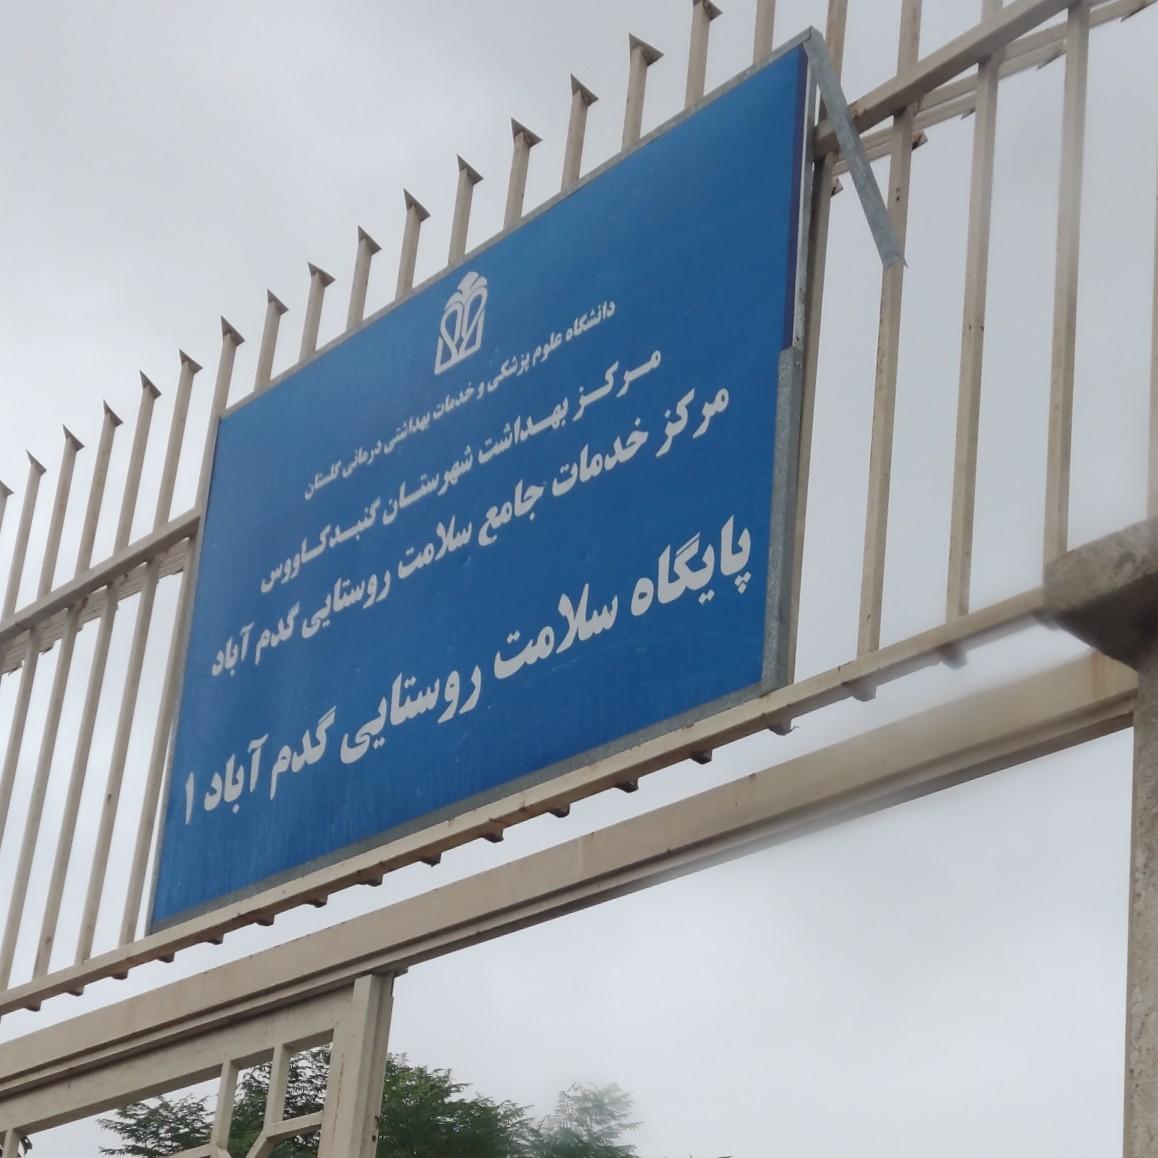 دانشگاه علوم پزشکی و خدمات بهداشتی درمانی گلستان
مرکز بهداشت شهرستان گنبدکاووس
مرکز خدمات جامع سلامت روستایی گدم آباد
پایگاه سلامت روستایی گدم آباد ۱